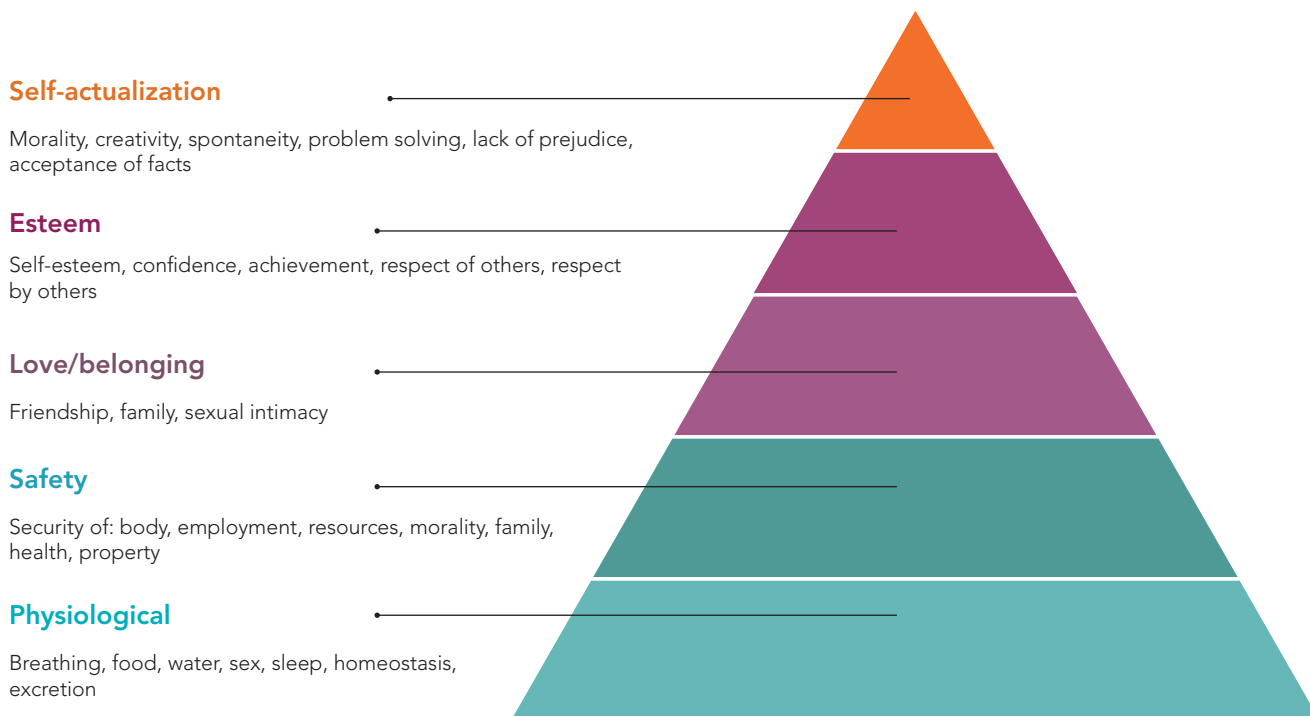 Self-actualization
Morality, creativity, spontaneity, problem solving, lack of prejudice,
acceptance of facts
Esteem
Self-esteem, confidence, achievement, respect of others, respect
by others
Love/belonging
Friendship, family, sexual intimacy
Safety
Security of: body, employment, resources, morality, family,
health, property
Physiological
Breathing, food, water, sex, sleep, homeostasis,
excretion